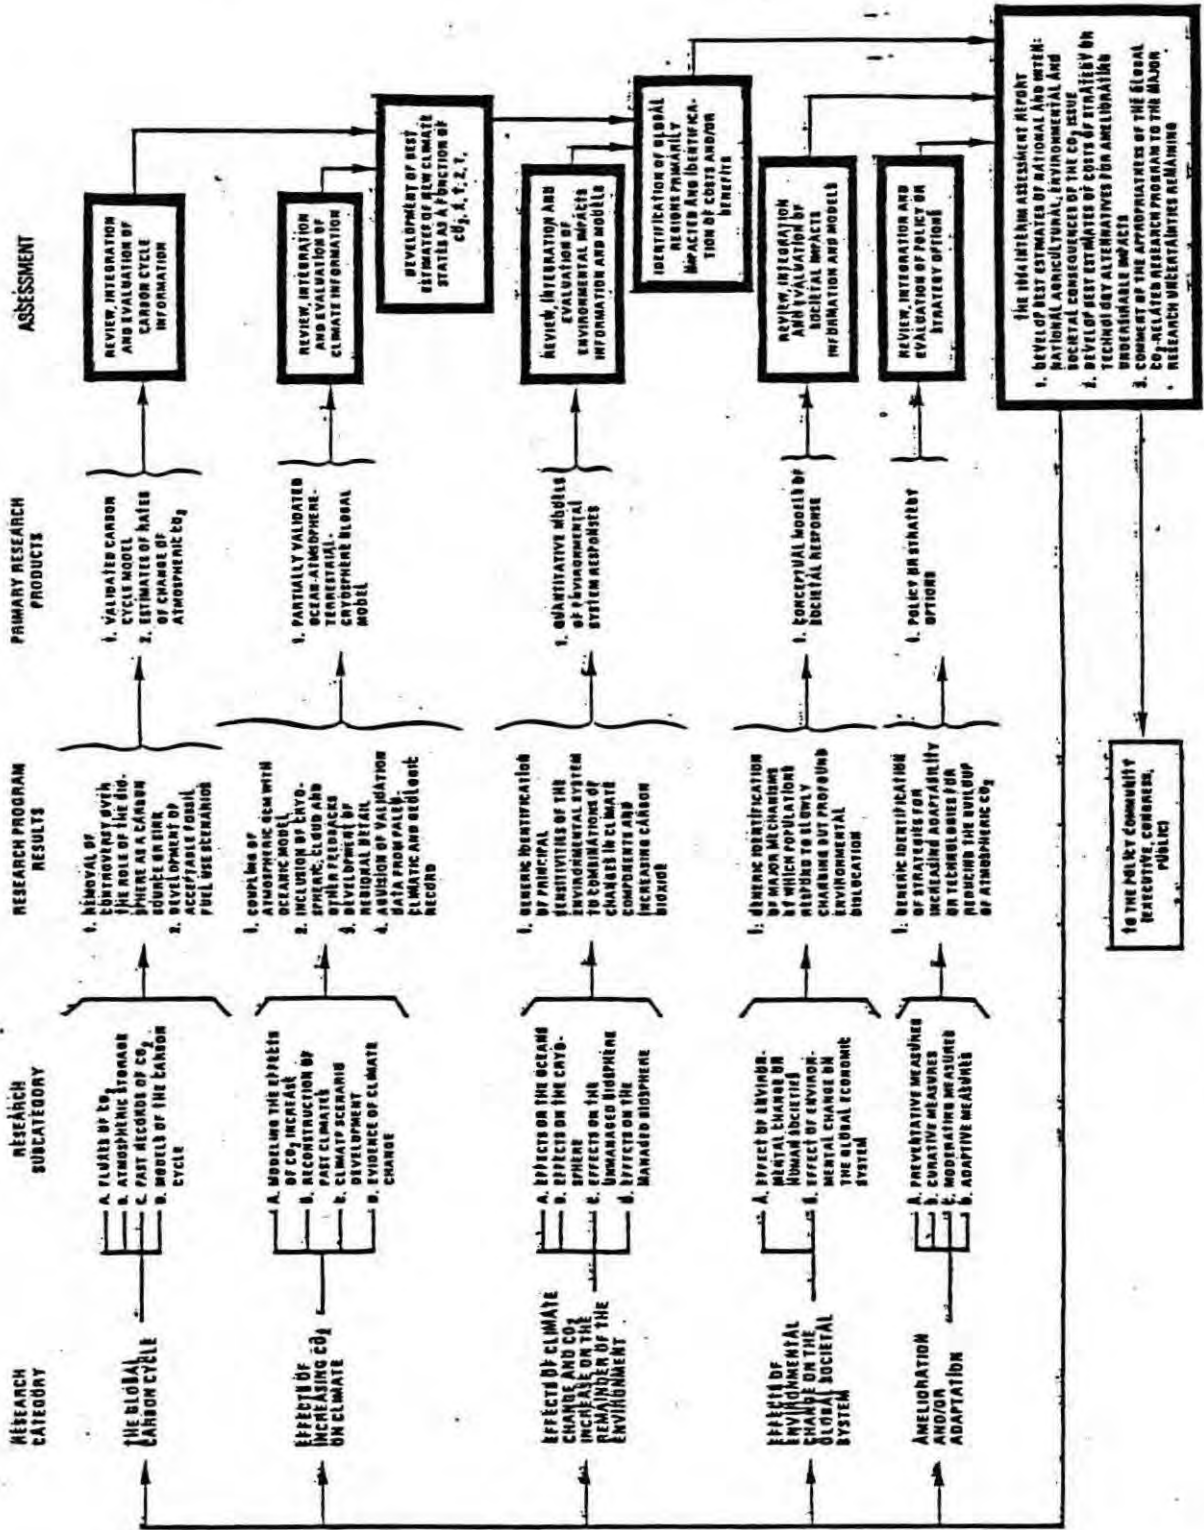 RESEARCH
CATEGORY
RESEARCH
SUBCATEGORY
RESEARCH PROGRAM
RESULTS
PRIMARY RESEARCH
PRODUCTS
ASSESSMENT
THE GLOBAL
CARBON CYCLE
A. FLUXES OF CO2
B. ATMOSPHERIC STORAGE
C. PAST RECORDS OF CO2
D. MODELS OF THE CARBON
CYCLE
1. REMOVAL OF
CONTROVERSY OVER
THE ROLE OF THE BIO-
SPHERE AS A CARBON
SOURCE OR SINK
2. DEVELOPMENT OF
ACCEPTABLE FOSSIL
FUEL USE SCENARIOS
1. VALIDATED CARBON
CYCLE MODEL
2. ESTIMATES OF RATES
OF CHANGE OF
ATMOSPHERIC CO2
REVIEW, INTEGRATION
AND EVALUATION OF
CARBON CYCLE
INFORMATION
EFFECTS OF
INCREASING CO2
ON CLIMATE
A. MODELING THE EFFECTS
OF CO2 INCREASE
B. RECONSTRUCTION OF
PAST CLIMATES
C. CLIMATE SCENARIO
DEVELOPMENT
D. EVIDENCE OF CLIMATE
CHANGE
1. COUPLING OF
ATMOSPHERIC GCM WITH
OCEANIC MODEL
2. INCLUSION OF CRYO-
SPHERIC, CLOUD AND
OTHER FEEDBACKS
3. DEVELOPMENT OF
REGIONAL DETAIL
4. ADDITION OF VALIDATION
DATA FROM PALEO-
CLIMATIC AND GEOLOGIC
RECORD
1. PARTIALLY VALIDATED
OCEAN-ATMSOPHERE-
TERRESTRIAL-
CRYOSPHERE GLOBAL
MODEL
REVIEW, INTEGRATION
AND EVALUATION OF
CLIMATE INFORMATION
DEVELOPMENT OF BEST
ESTIMATES OF NEW CLIMATE
STATES AS A FUNCTION OF
CO2,
EFFECTS OF CLIMATE
CHANGE AND CO2
INCREASE ON THE
REMAINDER OF THE
ENVIRONMENT
A. EFFECTS ON THE OCEANS
B. EFFECTS ON THE CRYO-
SPHERE
C. EFFECTS ON THE
UNMANAGED BIOSPHERE
D. EFFECTS ON THE
MANAGED BIOSPHERE
1. GENERIC IDENTIFICATION
OF PRINCIPAL
SENSITIVITIES OF THE
ENVIRONMENTAL SYSTEM
TO COMBINATIONS OF
CHANGES IN CLIMATE
COMPONENTS AND
INCREASING CARBON
DIOXIDE
1. QUANTITATIVE MODELS
OF ENVIRONMENTAL
SYSTEM RESPONSES
REVIEW, INTEGRATION AND
EVALUATION OF
ENVIRONMENTAL IMPACTS
INFORMATION AND MODELS
IDENTIFICATION OF GLOBAL
REGIONS PRIMARILY
IMPACTED AND IDENTIFICA-
TION OF COSTS AND/OR
BENEFITS
EFFECTS OF
ENVIRONMENTAL
CHANGE ON THE
GLOBAL SOCIETAL
SYSTEM
A. EFFECT OF ENVIRON-
MENTAL CHANGE ON
HUMAN SOCIETIES
B. EFFECT OF ENVIRON-
MENTAL CHANGE ON
THE GLOBAL ECONOMIC
SYSTEM
1. GENERIC IDENTIFICATION
OF MAJOR MECHANISMS
BY WHICH POPULATIONS
RESPOND TO SLOWLY
CHANGING BUT PROFOUND
ENVIRONMENTAL
DISLOCATION
1. CONCEPTUAL MODELS OF
SOCIETAL RESPONSE
REVIEW, INTEGRATION
AND EVALUATION OF
SOCIETAL IMPACTS
INFORMATION AND MODELS
AMELIORATION
AND/OR
ADAPTATION
A. PREVENTATIVE MEASURES
B. CURATIVE MEASURES
C. MODERATING MEASURES
D. ADAPTIVE MEASURES
1. GENERIC IDENTIFICATION
OF STRATEGIES FOR
INCREASING ADAPTABILITY
OR TECHNOLOGIES FOR
REDUCING THE BUILDUP
OF ATMOSPHERIC CO2
1. POLICY OR STRATEGY
OPTIONS
REVIEW, INTEGRATION AND
EVALUATION OF POLICY OR
STRATEGY OPTIONS
THE INTERIM ASSESSMENT REPORT
1. DEVELOP BEST ESTIMATES OF NATIONAL AND INTER-
NATIONAL AGRICULTURAL, ENVIRONMENTAL AND
SOCIETAL CONSEQUENCES OF THE CO2 ISSUE
2. DEVELOP BEST ESTIMATES OF COSTS OF STRATEGY OR
TECHNOLOGY ALTERNATIVES FOR AMELIORATING
UNDESIRABLE IMPACTS
3. COMMENT OF THE APPROPRIATNESS OF THE GLOBAL
CO2-RELATED RESEARCH PROGRAM TO THE MAJOR
RESEARCH UNCERTAINTIES REMAINING
TO THE POLICY COMMUNITY
(EXECUTIVE, CONGRESS,
PUBLIC)